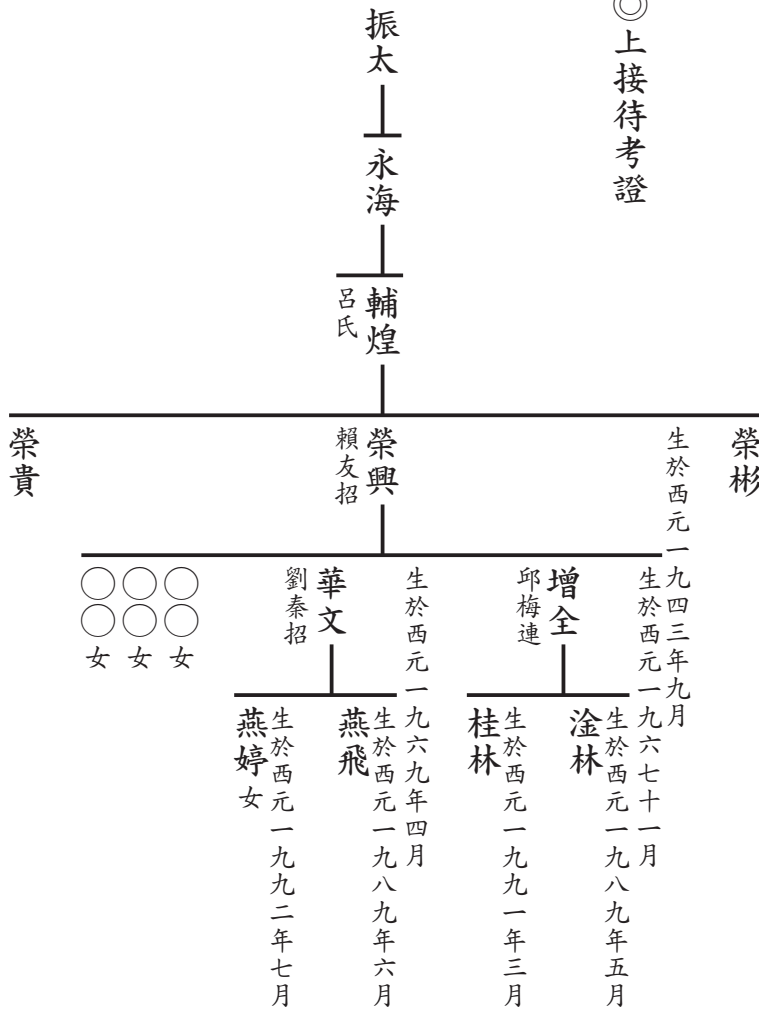 ◎上接待考證
振太
永海
輔煌
呂氏
榮彬
生於西元一九四三年九月
榮興
賴友招
榮貴
生於西元一九六七十一月
增全
邱梅連
生於西元一九六九年四月
華文
劉秦招
○○女
○○女
○○女
生於西元一九八九年五月
淦林
生於西元一九九一年三月
桂林
生於西元一九八九年六月
燕飛
生於西元一九九二年七月
燕婷女